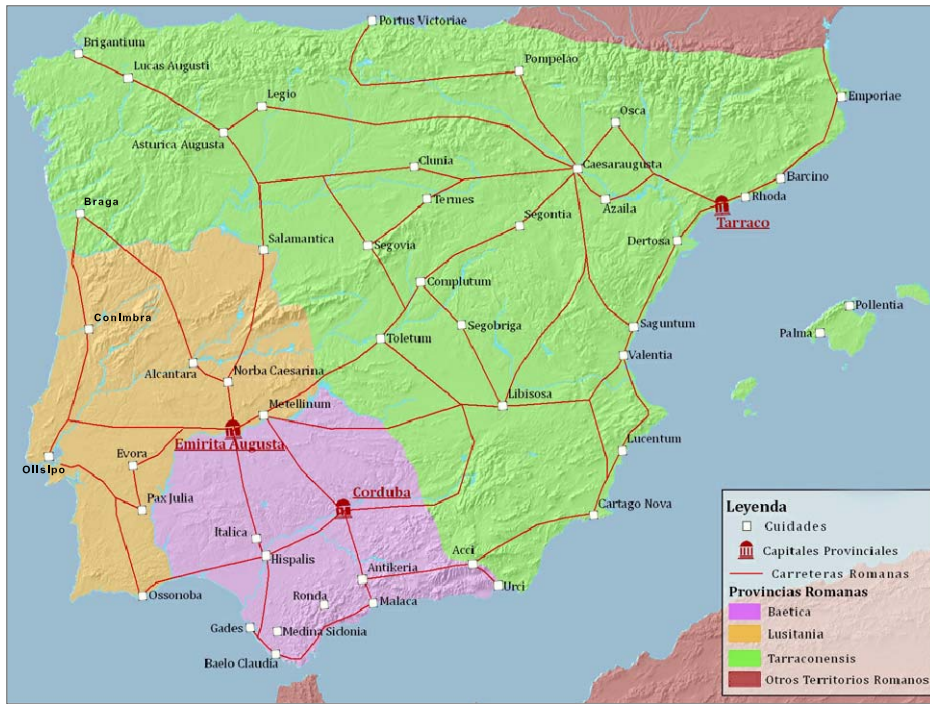 Portus Victoriae
Brigantium
Lucas Augusti
Pompelao
Legio
Emporiae
Osca
Asturica Augusta
Clunia
Caesaraugusta
Barcino
Termes
Azaila
Rhoda
Braga
Segontia
Tarraco
Salamantica
Segovia
Dertosa
Complutum
Pollentia
Conimbra
Segobriga
Saguntum
Palma
Toletum
Valentia
Alcantara
Norba Caesarina
Libisosa
Metellinum
Emirita Augusta
Lucentum
Evora
Olisipo
Corduba
Pax Julia
Cartago Nova
Italica
Hispalis
Acci
Antikeria
Urci
Ossonoba
Ronda
Malaca
Gades
Medina Sidonia
Baelo Claudia
Leyenda
Cuidades
Capitales Provinciales
Carreteras Romanas
Provincias Romanas
Baetica
Lusitania
Tarraconensis
Otros Territorios Romanos